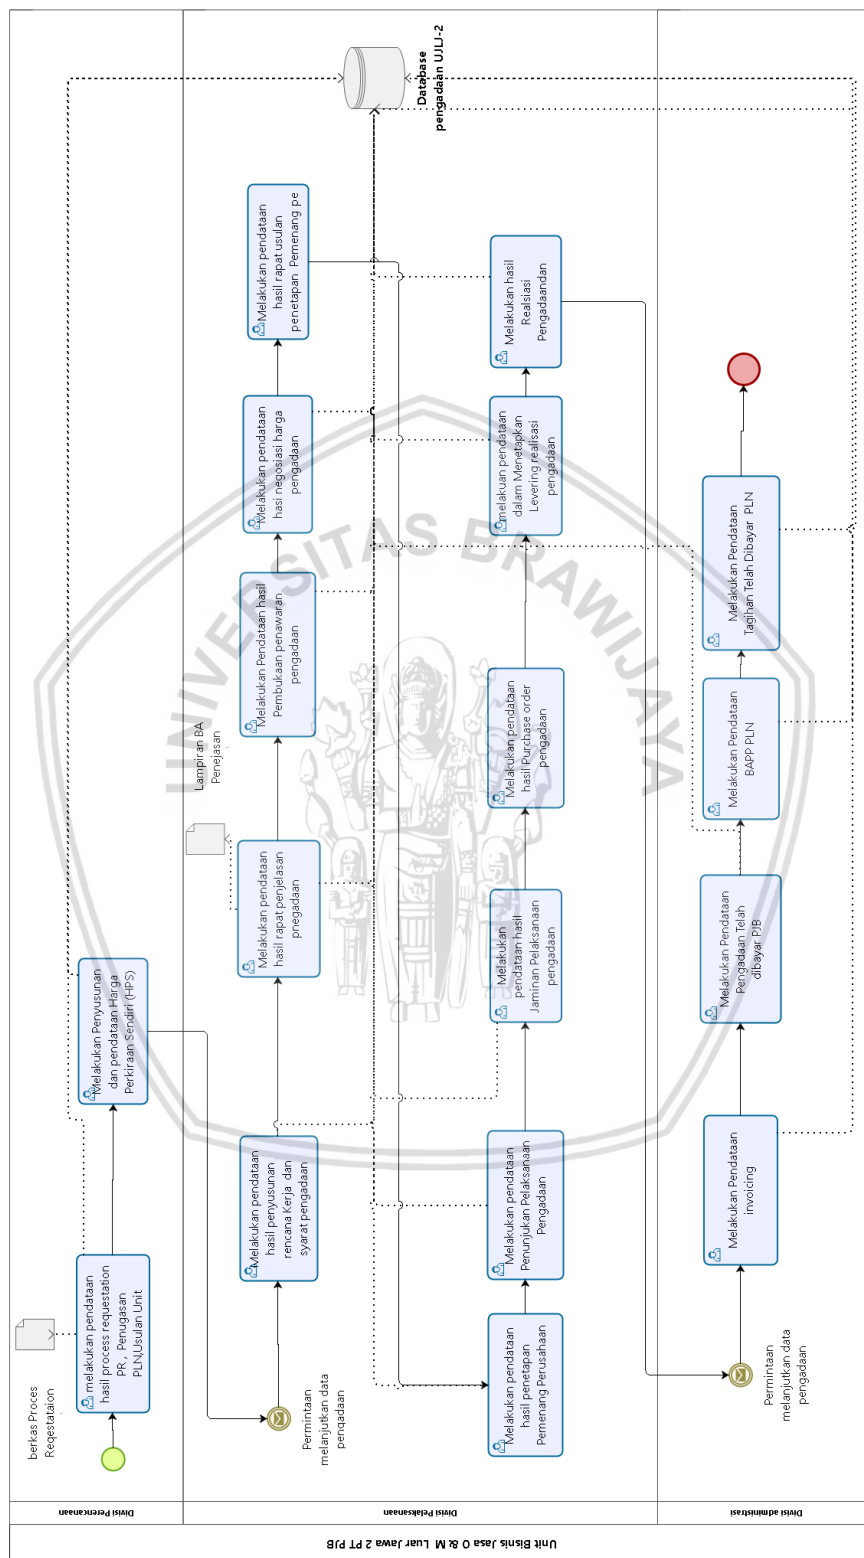 Unit Bisnis Jasa O & M Luar Jawa 2 PT PJB
Divisi Perencanaan
berkas Proces
Reqestataion
melakukan pendataan
hasil process requestation
PR , Penugasan
PLN,Usulan Unit
Melakukan Penyusunan
dan pendataan Harga
Perkiraan Sendiri (HPS)
Divisi Pelaksanaan
Permintaan
melanjutkan data
pengadaan
Melakukan pendataan
hasil penyusunan
rencana Kerja dan
syarat pengadaan
Melakukan pendataan
hasil rapat penjelasan
pnegadaan
Lampiran BA
Penejasan
Melakukan Pendataan hasil
Pembukaan penawaran
pengadaan
Melakukan pendataan
hasi negosiasi harga
pengadaan
Melakukan pendataan
hasil rapat usulan
penetapan Pemenang pe
Database
pengadaan UJLJ-2
Melakukan pendataan
hasil penetapan
Pemenang Perusahaan
Melakukan pendataan
Penunjukan Pelaksanaan
Pengadaan
Melakukan
pendataan hasil
Jaminan Pelaksanaan
pengadaan
Melakukan pendataan
hasil Purchase order
pengadaan
melakuan pendataan
dalam Menetapkan
Levering realisasi
pengadaan
Melakukan hasil
Realsiasi
Pengadaandan
Divisi administrasi
Permintaan
melanjutkan data
pengadaan
Melakukan Pendataan
invoicing
Melakukan Pendataan
Pengadaan Telah
dibayar PJB
Melakukan Pendataan
BAPP PLN
Melakukan Pendataan
Tagihan Telah Dibayar PLN
UNIVERSITAS BRAWIJAYA